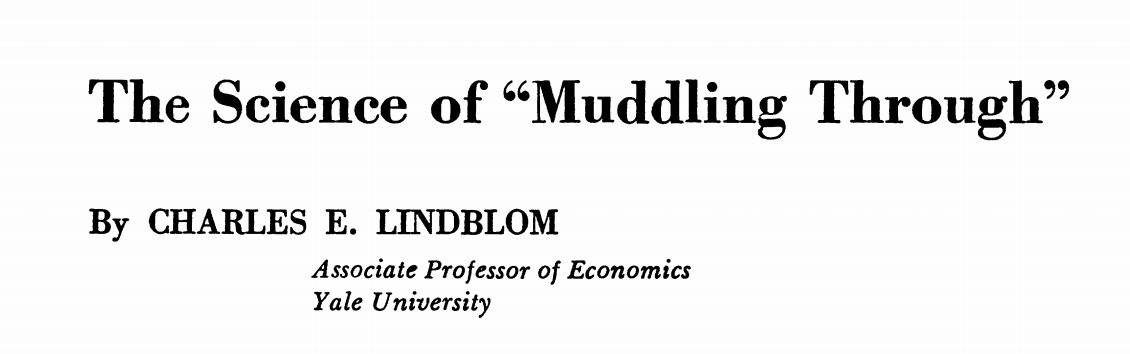 The Science of “Muddling Through”
By CHARLES E. LINDBLOM
Associate Professor of Economics
Yale University